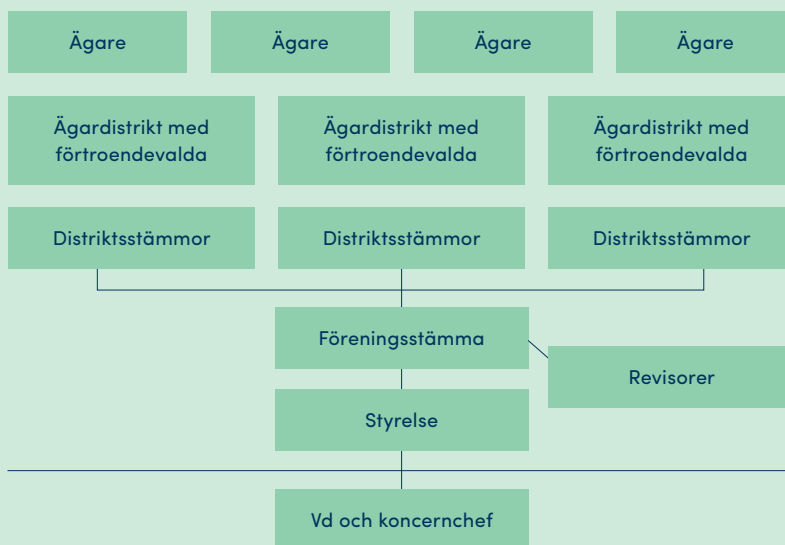 Ägare
Ägare
Ägare
Ägare
Ägardistrikt med
förtroendevalda
Ägardistrikt med
förtroendevalda
Ägardistrikt med
förtroendevalda
Distriktsstämmor
Distriktsstämmor
Distriktsstämmor
Föreningsstämma
Revisorer
Styrelse
Vd och koncernchef